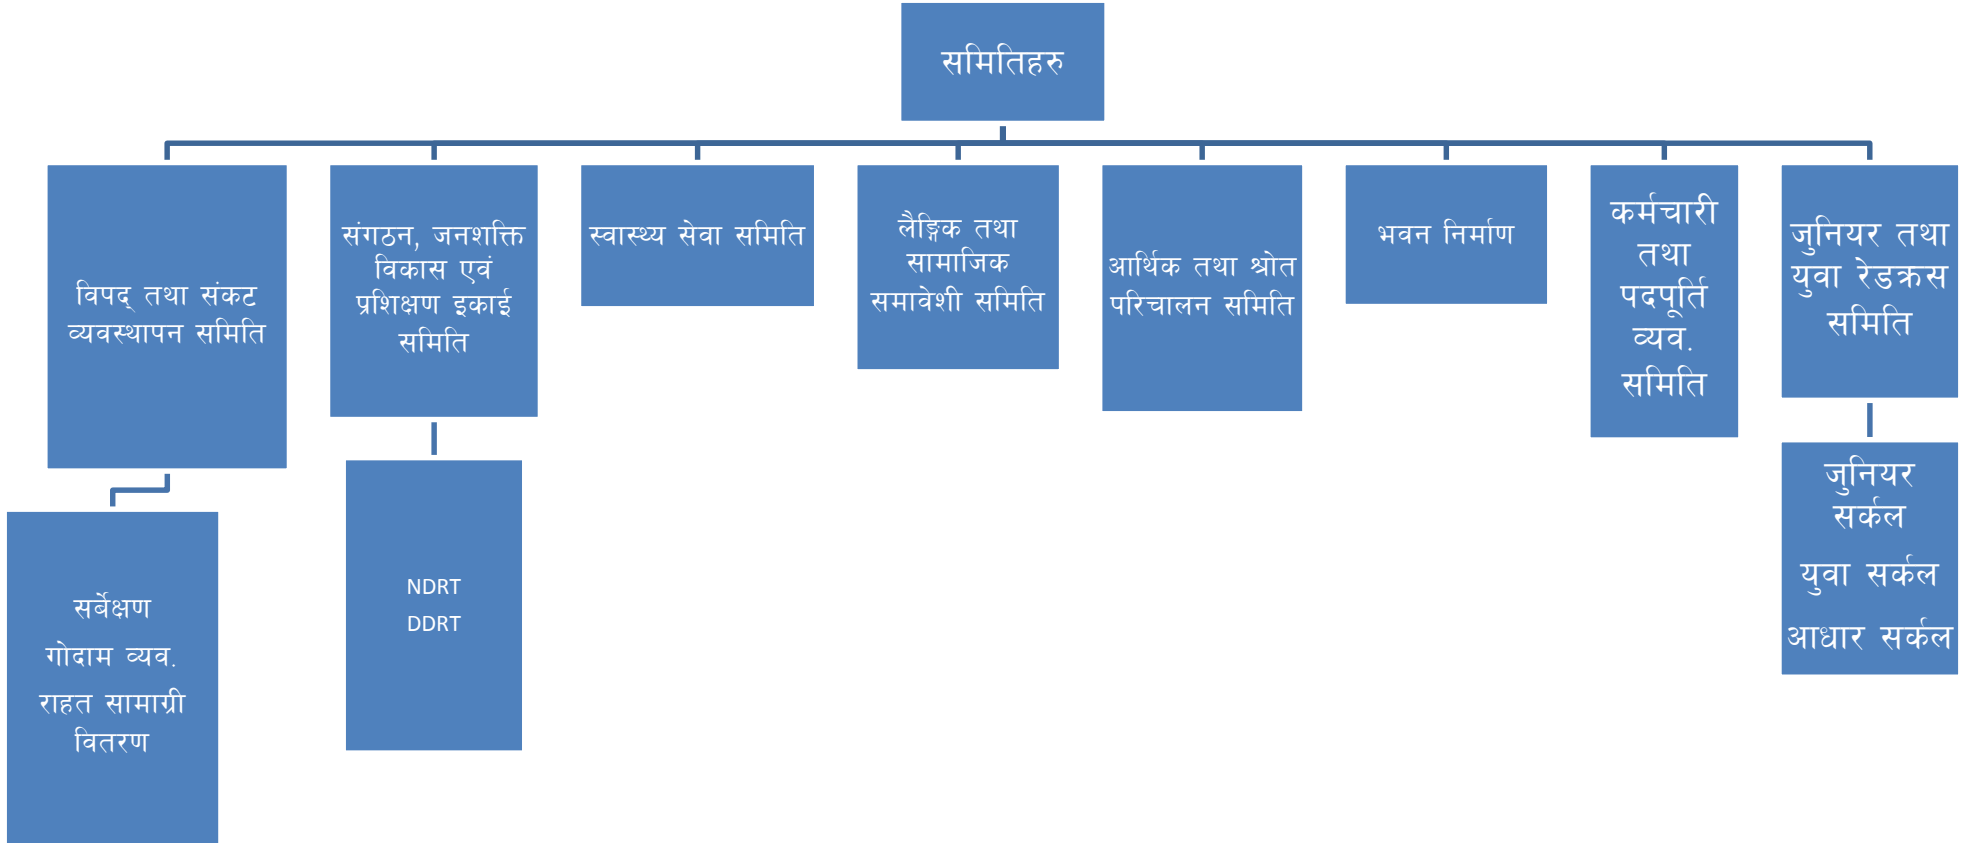 समितिहरु
विपद् तथा संकट
व्यवस्थापन समिति
संगठन, जनशक्ति
विकास एवं
प्रशिक्षण इकाई
समिति
स्वास्थ्य सेवा समिति
लैङ्गिक तथा
सामाजिक
समावेशी समिति
आर्थिक तथा श्रोत
परिचालन समिति
भवन निर्माण
कर्मचारी
तथा
पदपूर्ति
व्यव.
समिति
जुनियर तथा
युवा रेडक्रस
समिति
सर्बेक्षण
गोदाम व्यव.
राहत सामाग्री
वितरण
NDRT
DDRT
जुनियर
सर्कल
युवा सर्कल
आधार सर्कल